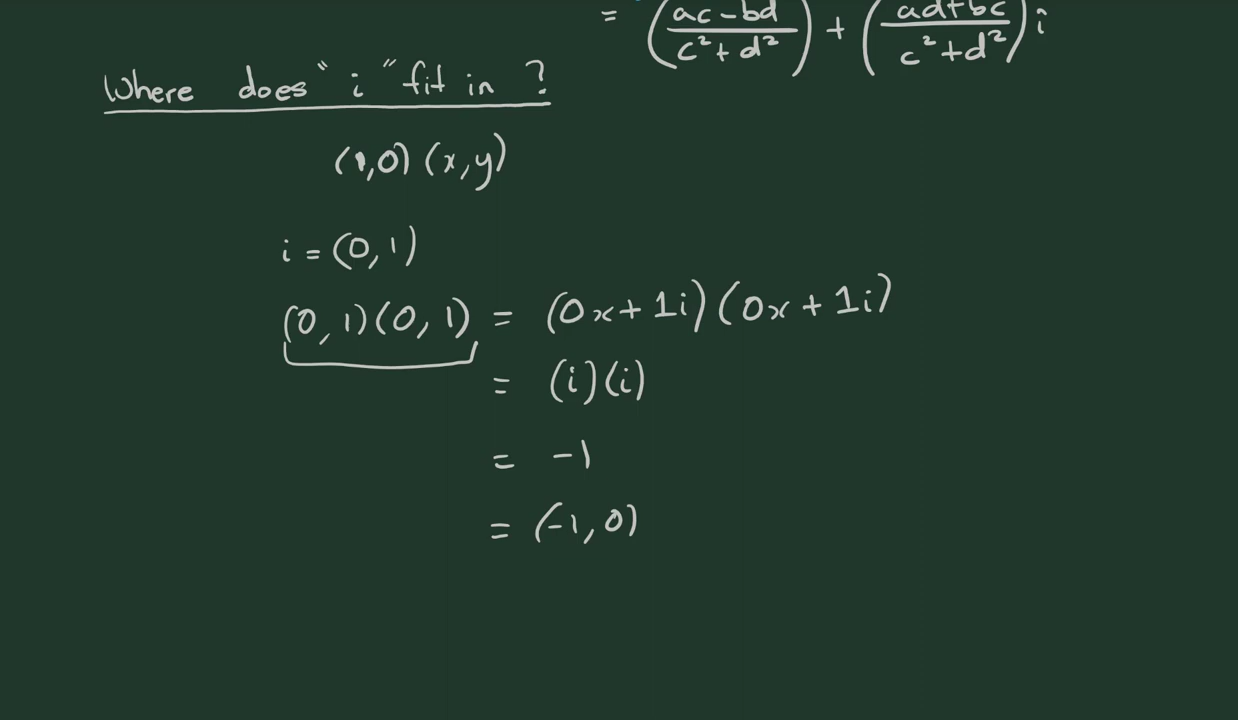 = (ac-bd / c²+d²) + (ad+bc / c²+d²) i
Where does "i" fit in ?
(1,0) (x,y)
i = (0, 1)
(0, 1)(0, 1) = (0x+1i)(0x+1i)
= (i)(i)
= -1
= (-1, 0)